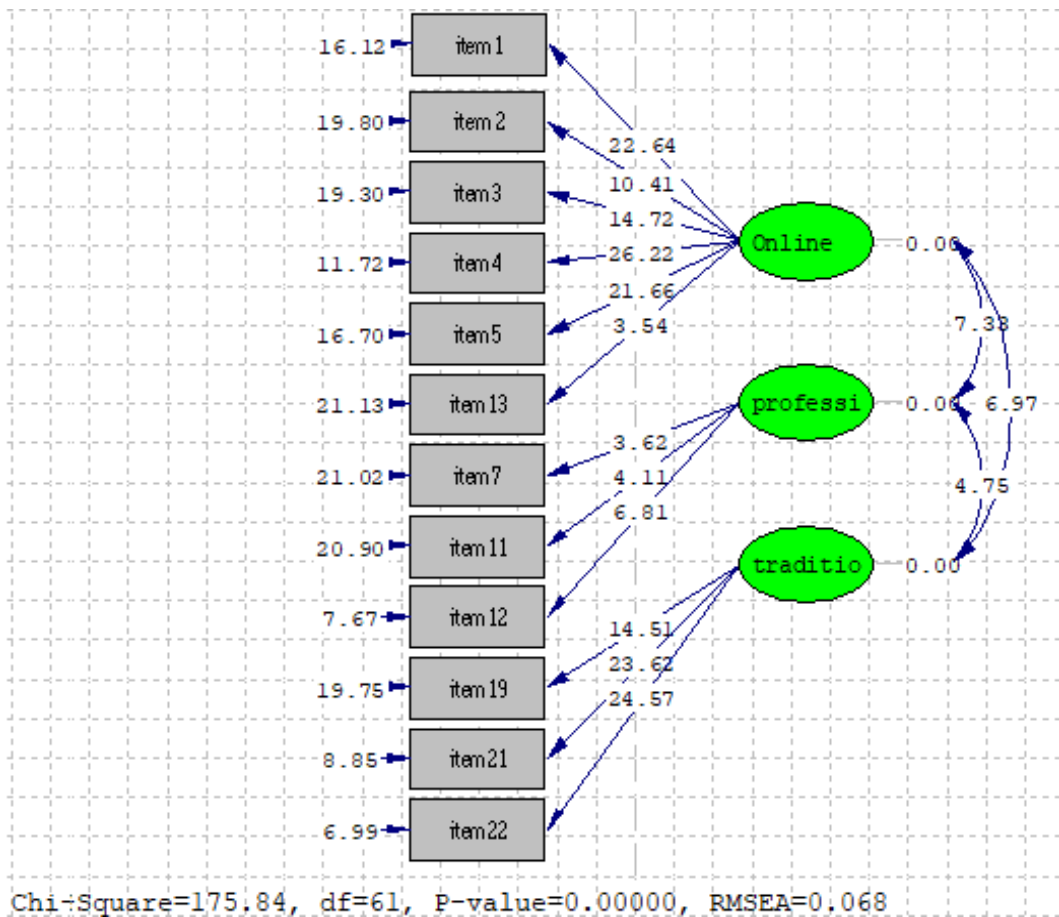 16.12 item1
22.64
19.80 item2
10.41
19.30 item3
14.72
Online 0.00
11.72 item4
26.22
21.66
7.33
16.70 item5
3.54
21.13 item13
professi 0.00 6.97
3.62
21.02 item7
4.11
4.75
6.81
20.90 item11
traditio 0.00
7.67 item12
14.51
23.62
19.75 item19
24.57
8.85 item21
6.99 item22
Chi-Square=175.84, df=61, P-value=0.00000, RMSEA=0.068